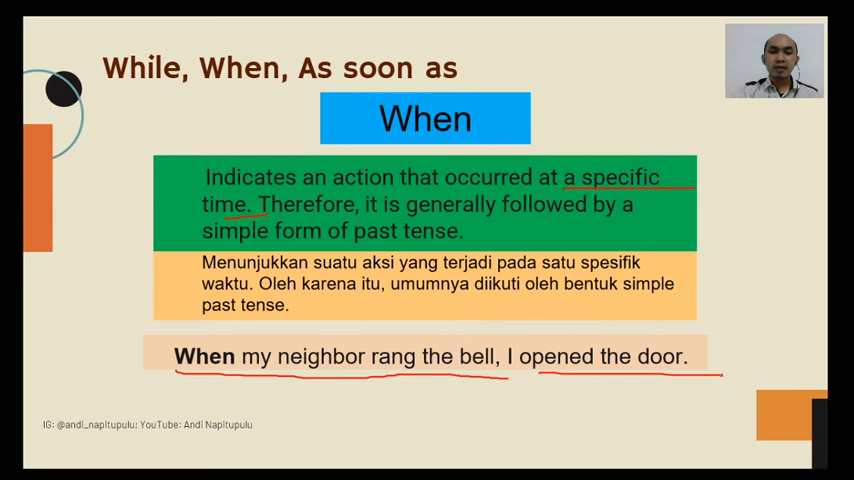 While, When, As soon as
When
Indicates an action that occurred at a specific
time. Therefore, it is generally followed by a
simple form of past tense.
Menunjukkan suatu aksi yang terjadi pada satu spesifik
waktu. Oleh karena itu, umumnya diikuti oleh bentuk simple
past tense.
When my neighbor rang the bell, I opened the door.
IG: @andi_napitupulu; YouTube: Andi Napitupulu